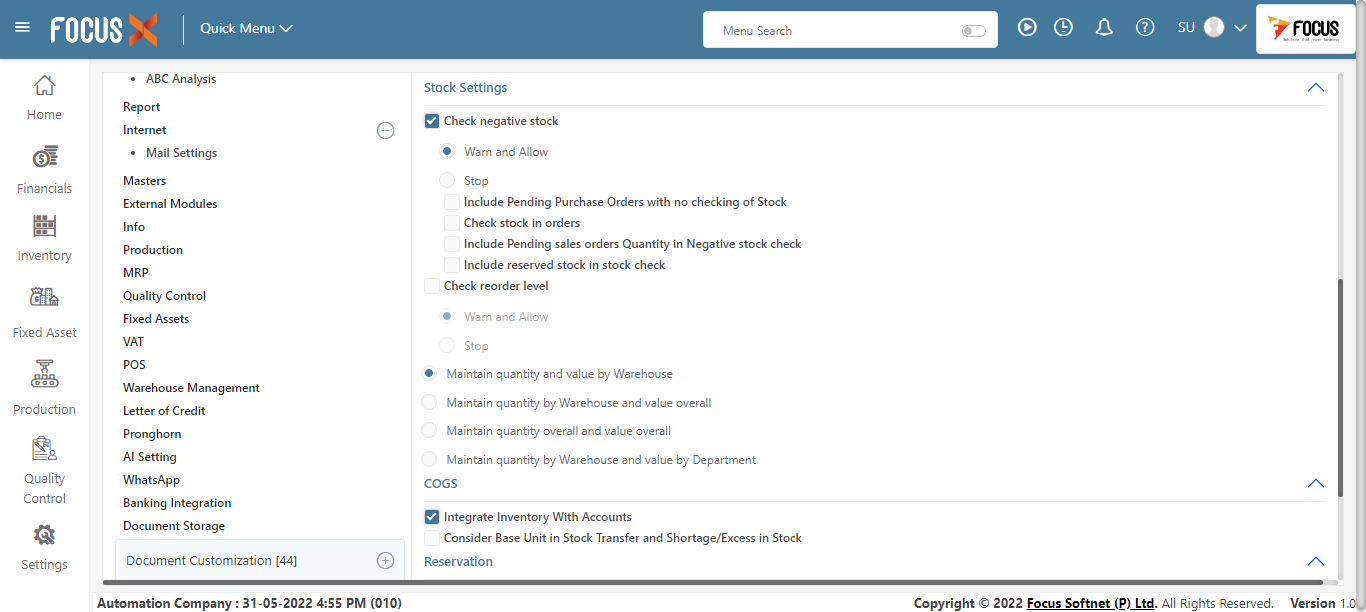 FOCUS X
Quick Menu
Menu Search
SU
FOCUS
Home
Financials
Inventory
Fixed Asset
Production
Quality
Control
Settings
• ABC Analysis
Report
Internet
• Mail Settings
Masters
External Modules
Info
Production
MRP
Quality Control
Fixed Assets
VAT
POS
Warehouse Management
Letter of Credit
Pronghorn
AI Setting
WhatsApp
Banking Integration
Document Storage
Document Customization [44]
Stock Settings
Check negative stock
Warn and Allow
Stop
Include Pending Purchase Orders with no checking of Stock
Check stock in orders
Include Pending sales orders Quantity in Negative stock check
Include reserved stock in stock check
Check reorder level
Warn and Allow
Stop
Maintain quantity and value by Warehouse
Maintain quantity by Warehouse and value overall
Maintain quantity overall and value overall
Maintain quantity by Warehouse and value by Department
COGS
Integrate Inventory With Accounts
Consider Base Unit in Stock Transfer and Shortage/Excess in Stock
Reservation
Automation Company : 31-05-2022 4:55 PM (010)
Copyright © 2022 Focus Softnet (P) Ltd. All Rights Reserved. Version 1.0